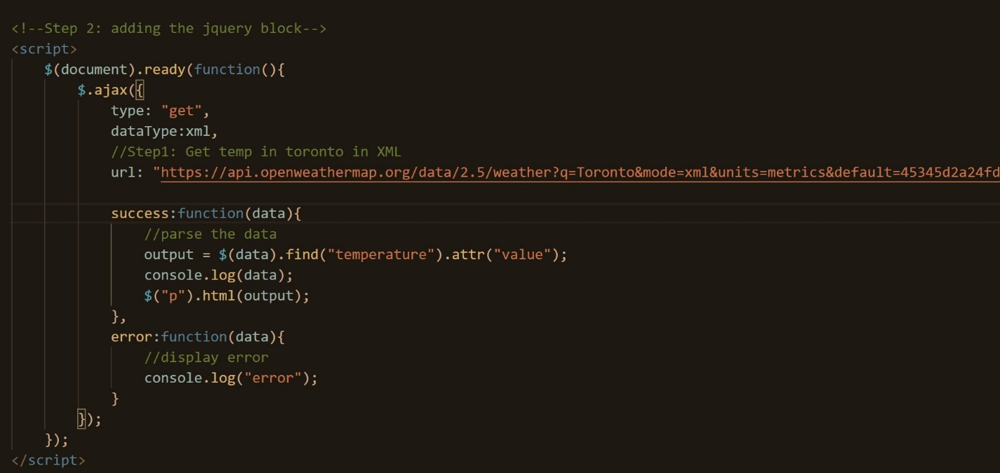 <!--Step 2: adding the jquery block-->
<script>
$(document).ready(function(){
$.ajax({
type: "get",
dataType:xml,
//Step1: Get temp in toronto in XML
url: "https://api.openweathermap.org/data/2.5/weather?q=Toronto&mode=xml&units=metrics&default=45345d2a24fd
success:function(data){
//parse the data
output = $(data).find("temperature").attr("value");
console.log(data);
$("p").html(output);
},
error:function(data){
//display error
console.log("error");
}
});
});
</script>